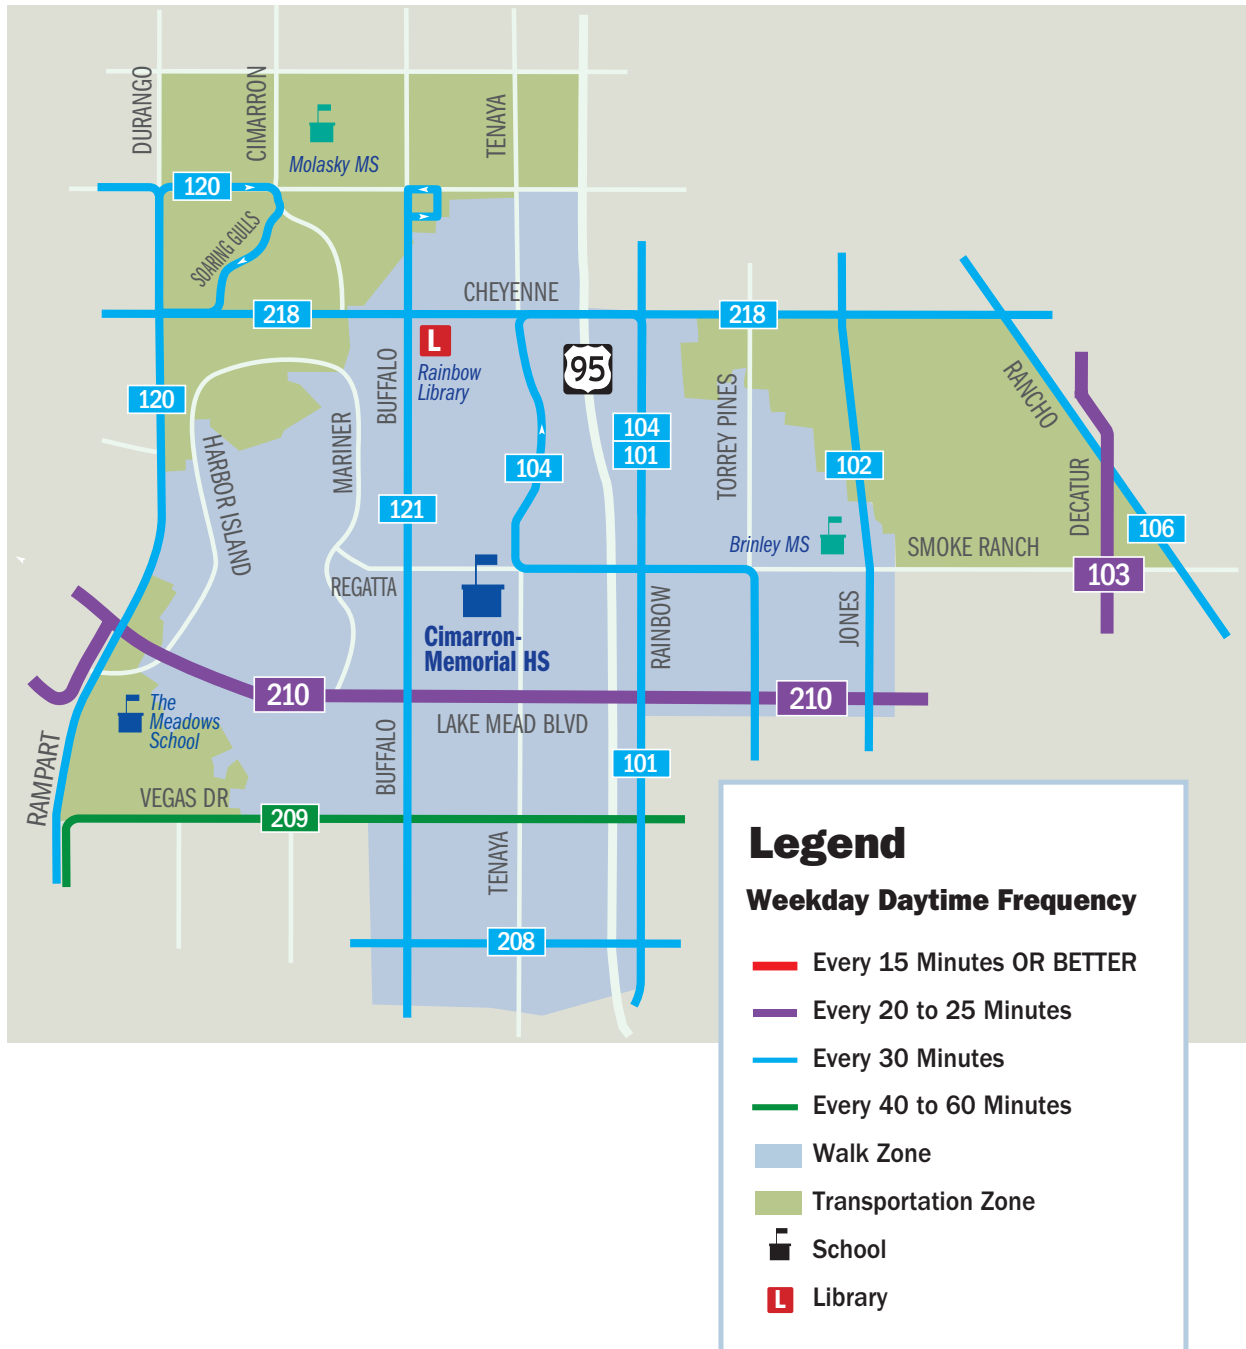 DURANGO
CIMARRON
TENAYA
Molasky MS
120
SOARING GULLS
CHEYENNE
218
218
L
Rainbow
Library
BUFFALO
95
RANCHO
120
TORREY PINES
MARINER
HARBOR ISLAND
104
101
104
102
DECATUR
121
106
Brinley MS
SMOKE RANCH
103
REGATTA
RAINBOW
JONES
Cimarron-
Memorial HS
210
210
The
Meadows
School
LAKE MEAD BLVD
BUFFALO
101
RAMPART
VEGAS DR
209
TENAYA
208
Legend
Weekday Daytime Frequency
Every 15 Minutes OR BETTER
Every 20 to 25 Minutes
Every 30 Minutes
Every 40 to 60 Minutes
Walk Zone
Transportation Zone
School
L Library